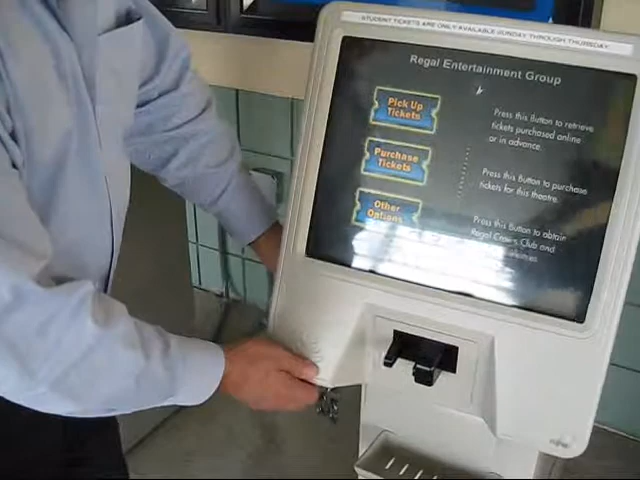 STUDENT TICKETS ARE ONLY AVAILABLE SUNDAY THROUGH THURSDAY.
Regal Entertainment Group
Pick Up
Tickets
Press this Button to retrieve
tickets purchased online
or in advance.
Purchase
Tickets
Press this Button to purchase
tickets for this theatre.
Other
Options
Press this Button to obtain
Regal Crown Club and